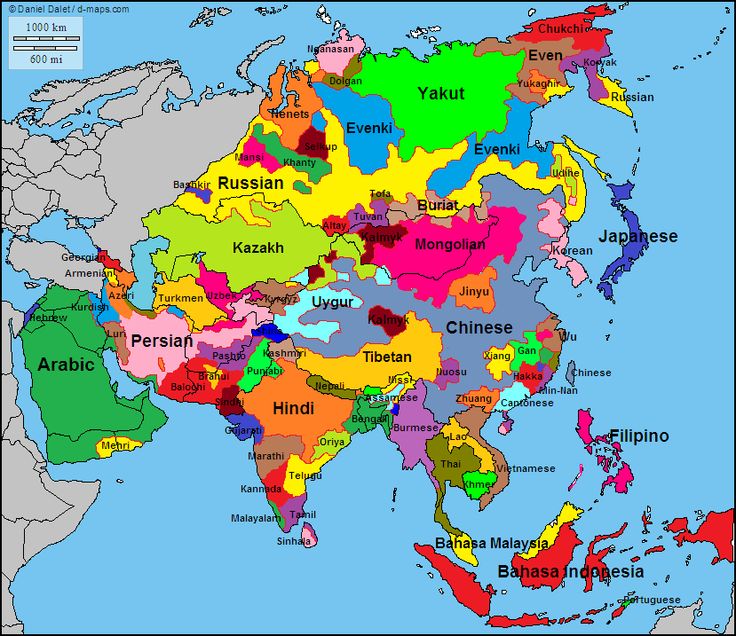 ©Daniel Dalet / d-maps.com
1000 km
600 mi
Chukchi
Nganasan
Even
Koryak
Dolgan
Yukaghir
Yakut
Russian
Nenets
Evenki
Selkup
Mansi
Khanty
Evenki
Udihe
Bashkir
Russian
Tofa
Buriat
Tuvan
Altay
Kalmyk
Mongolian
Japanese
Kazakh
Korean
Georgian
Armenian
Azeri
Turkmen
Uzbek
Kyrgyz
Uygur
Jinyu
Kurdish
Hebrew
Kalmyk
Chinese
Luri
Persian
Wu
Arabic
Pashto
Kashmiri
Tibetan
Xiang
Gan
Balochi
Brahui
Punjabi
Nuosu
Hakka
Chinese
Nepali
Nissi
Min-Nan
Sindhi
Hindi
Assamese
Zhuang
Cantonese
Gujarati
Bengali
Burmese
Filipino
Mehri
Oriya
Lao
Marathi
Thai
Vietnamese
Telugu
Khmer
Kannada
Malayalam
Tamil
Sinhala
Bahasa Malaysia
Bahasa Indonesia
Portuguese